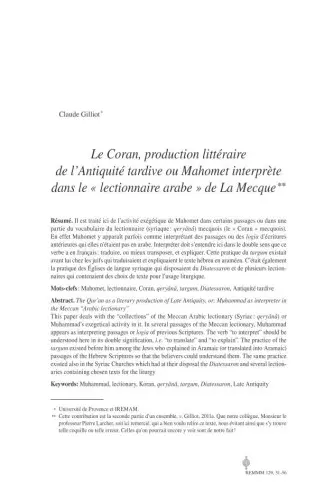 Claude Gilliot*
Le Coran, production littéraire
de l'Antiquité tardive ou Mahomet interprète
dans le « lectionnaire arabe » de La Mecque**
Résumé. Il est traité ici de l'activité exégétique de Mahomet dans certains passages ou dans une
partie du vocabulaire du lectionnaire (syriaque : qeryânâ) mecquois (le « Coran » mecquois).
En effet Mahomet y apparaît parfois comme interprétant des passages ou des logia d'écritures
antérieures qui elles n'étaient pas en arabe. Interpréter doit s'entendre ici dans le double sens que ce
verbe a en français : traduire, ou mieux transposer, et expliquer. Cette pratique du targum existait
avant lui chez les juifs qui traduisaient et expliquaient le texte hébreu en araméen. C'était également
la pratique des Églises de langue syriaque qui disposaient du Diatessaron et de plusieurs lection-
naires qui contenaient des choix de texte pour l'usage liturgique.
Mots-clefs : Mahomet, lectionnaire, Coran, qeryânâ, targum, Diatessaron, Antiquité tardive
Abstract. The Qur'an as a literary production of Late Antiquity, or: Muhammad as interpreter in
the Meccan "Arabic lectionary"
This paper deals with the "collections" of the Meccan Arabic lectionary (Syriac : qeryânâ) or
Muhammad's exegetical activity in it. In several passages of the Meccan lectionary, Muhammad
appears as interpreting passages or logia of previous Scriptures. The verb "to interpret" should be
understood here in its double signification, i.e. "to translate" and "to explain". The practice of the
targum existed before him among the Jews who explained in Aramaic (or translated into Aramaic)
passages of the Hebrew Scriptures so that the believers could understand them. The same practice
existed also in the Syriac Churches which had at their disposal the Diatessaron and several lection-
aries containing chosen texts for the liturgy
Keywords: Muhammad, lectionary, Koran, qeryânâ, targum, Diatessaron, Late Antiquity
* Université de Provence et IREMAM.
** Cette contribution est la seconde partie d'un ensemble, v. Gilliot, 2011a. Que notre collègue, Monsieur le
professeur Pierre Larcher, soit ici remercié, qui a bien voulu relire ce texte, nous évitant ainsi que s'y trouve
telle coquille ou telle erreur. Celles qu'on pourrait encore y voir sont de notre fait !
REMMM 129, 31-56